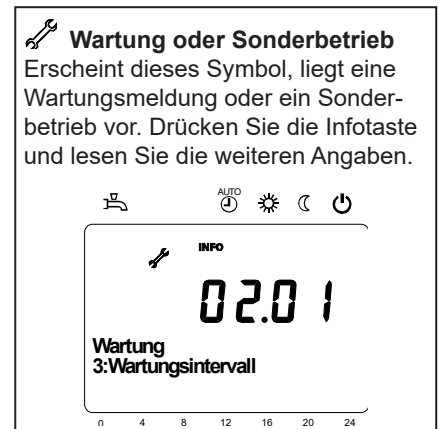 Wartung oder Sonderbetrieb
Erscheint dieses Symbol, liegt eine
Wartungsmeldung oder ein Sonder-
betrieb vor. Drücken Sie die Infotaste
und lesen Sie die weiteren Angaben.
AUTO
INFO
02.01
Wartung
3:Wartungsintervall
0 4 8 12 16 20 24